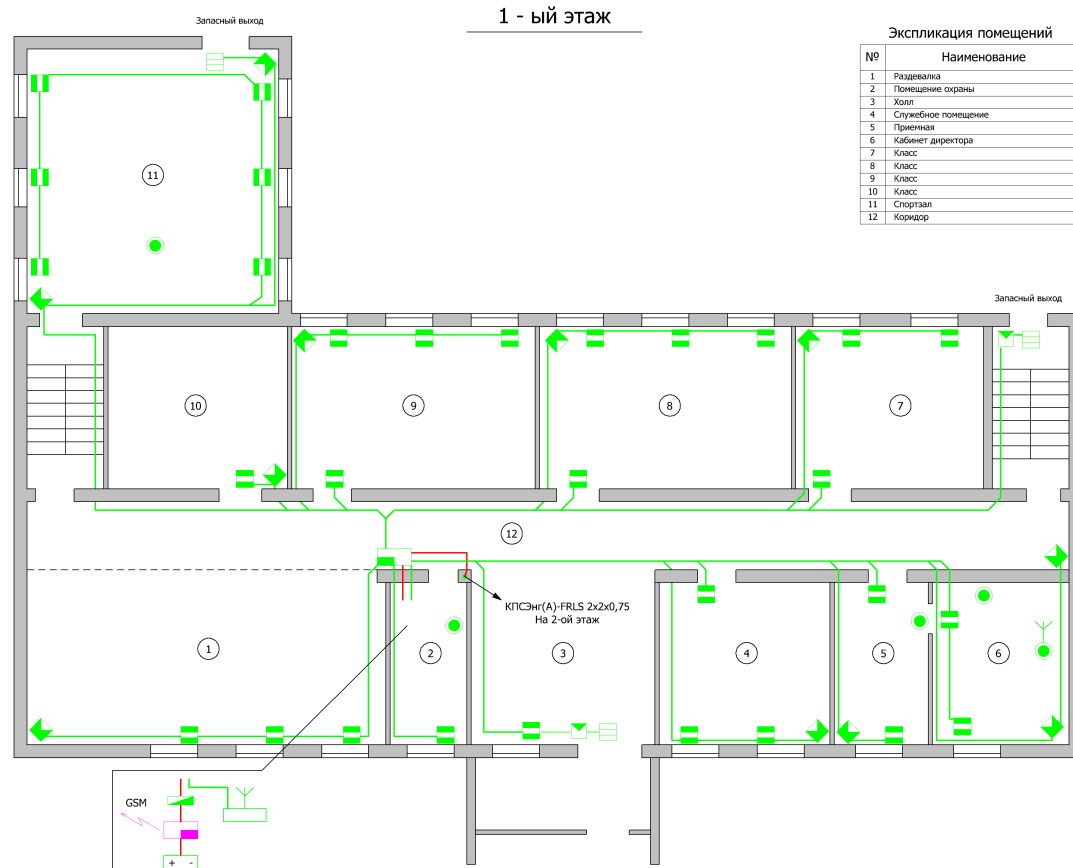 1 - ый этаж
Запасный выход
Экспликация помещений
№ Наименование
1 Раздевалка
2 Помещение охраны
3 Холл
4 Служебное помещение
5 Приемная
6 Кабинет директора
7 Класс
8 Класс
9 Класс
10 Класс
11 Спортзал
12 Коридор
11
Запасный выход
10
9
8
7
12
КПСЭнг(А)-FRLS 2х2х0,75
На 2-ой этаж
1
2
3
4
5
6
GSM
+ -